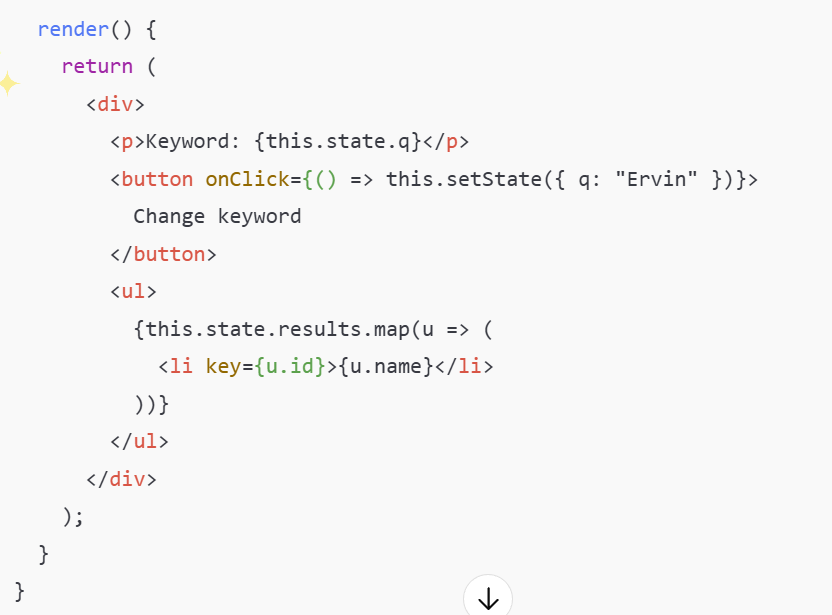 render() {
return (
<div>
<p>Keyword: {this.state.q}</p>
<button onClick={() => this.setState({ q: "Ervin" })}>
Change keyword
</button>
<ul>
{this.state.results.map(u => (
<li key={u.id}>{u.name}</li>
))}
</ul>
</div>
);
}
}